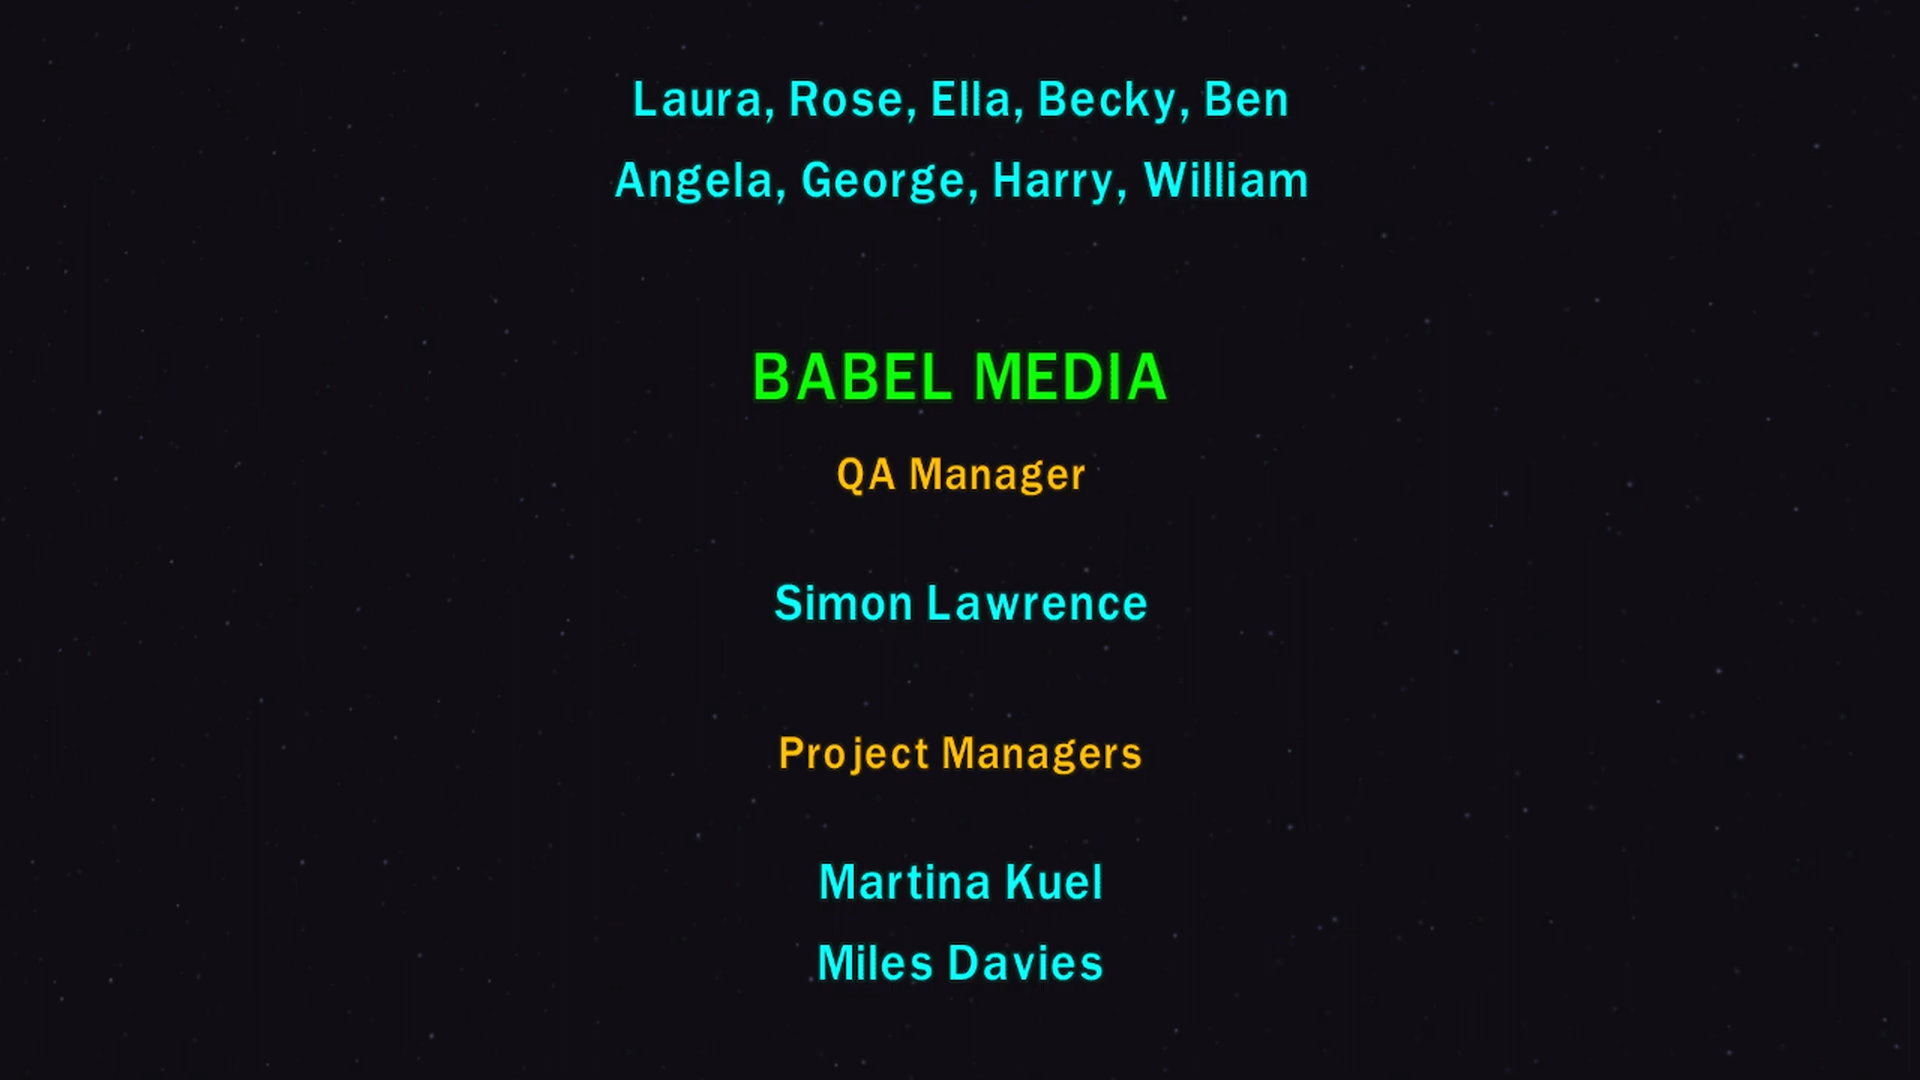 Laura, Rose, Ella, Becky, Ben
Angela, George, Harry, William
BABEL MEDIA
QA Manager
Simon Lawrence
Project Managers
Martina Kuel
Miles Davies